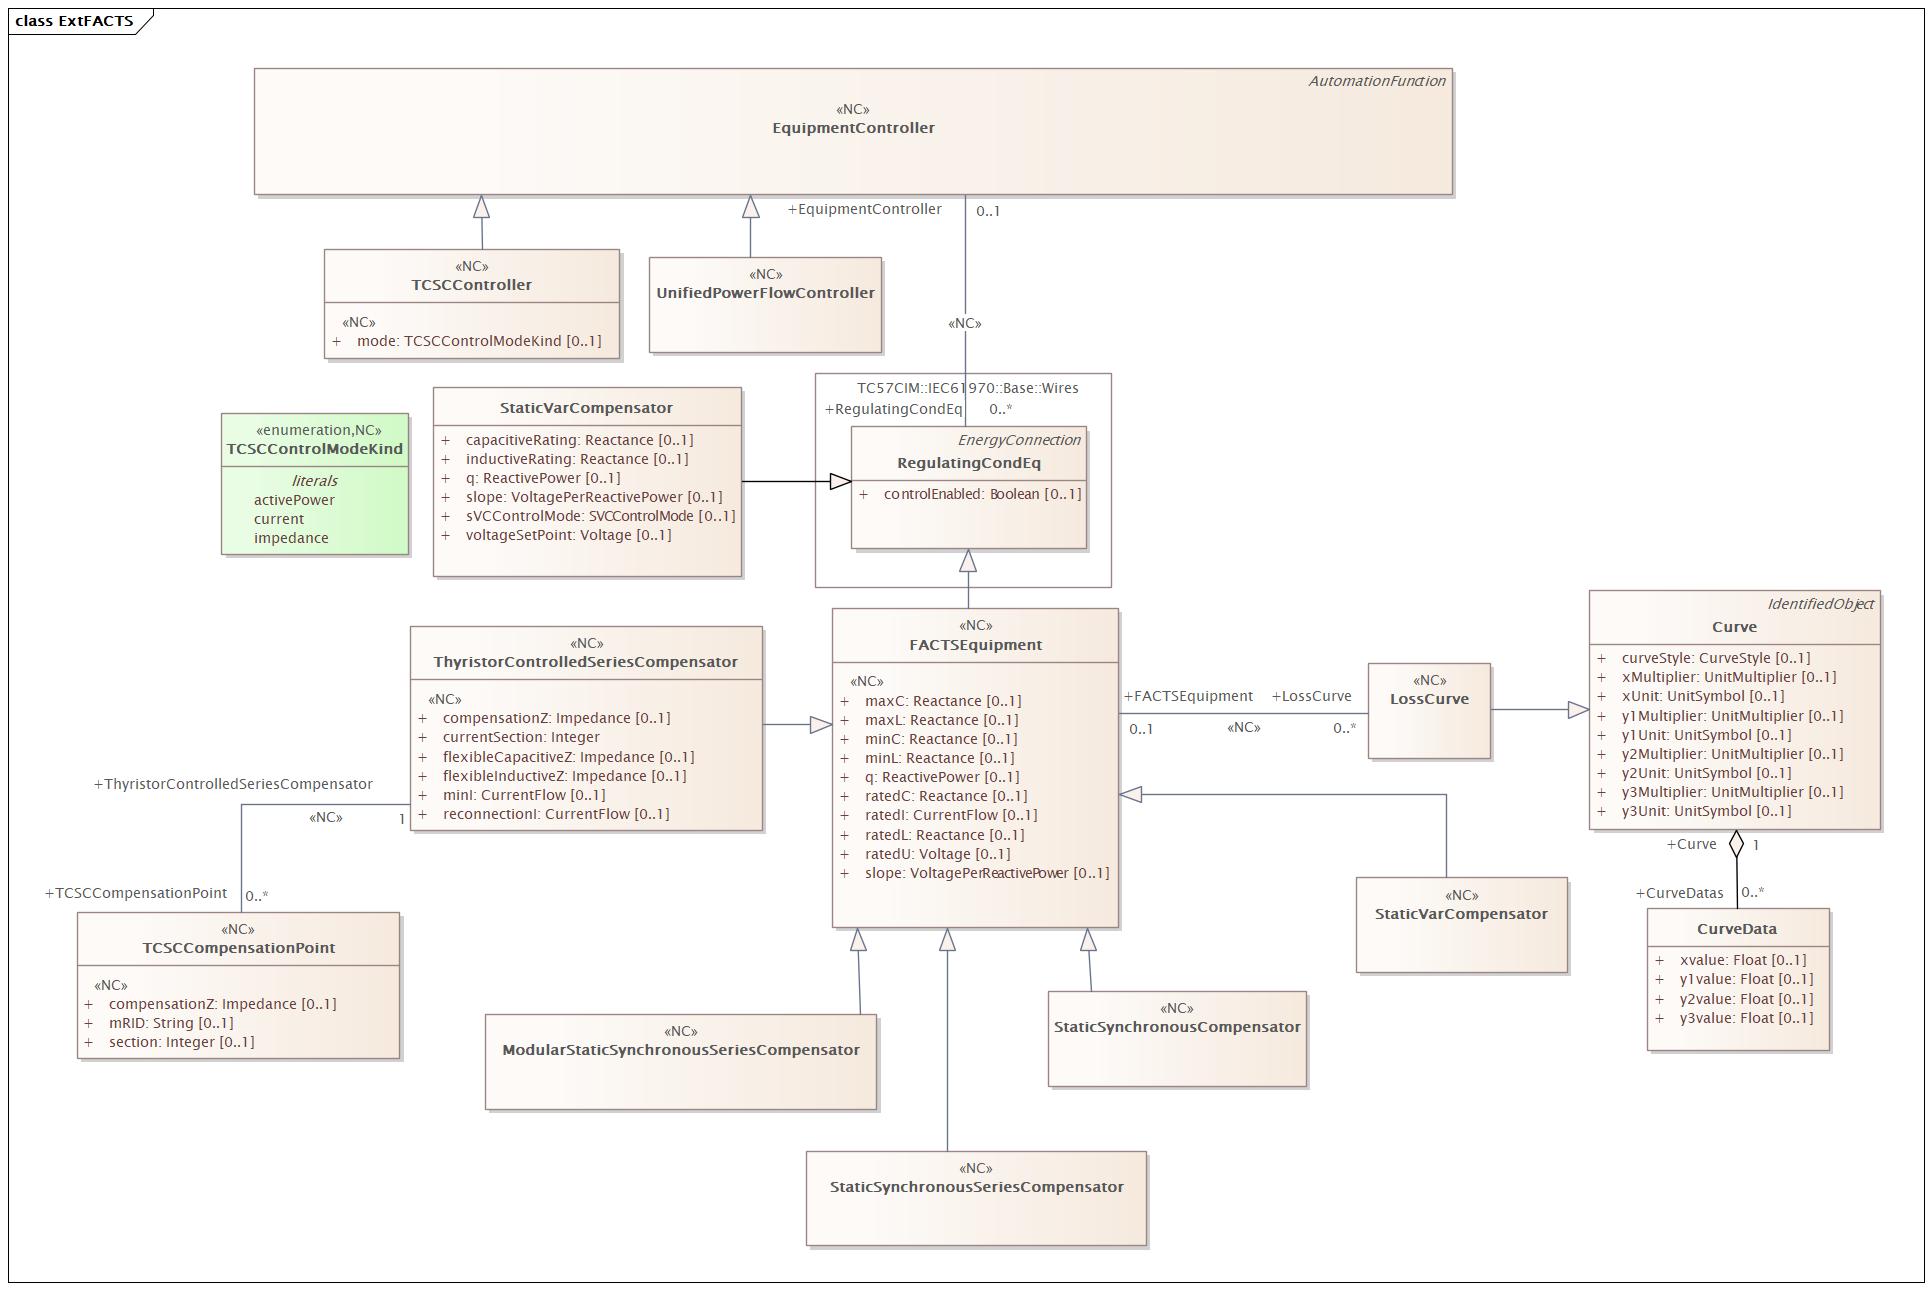 class ExtFACTS
AutomationFunction
«NC»
EquipmentController
+EquipmentController
0..1
«NC»
TCSCController
«NC»
+ mode: TCSCControlModeKind [0..1]
«NC»
UnifiedPowerFlowController
«NC»
TC57CIM::IEC61970::Base::Wires
+RegulatingCondEq
0..*
EnergyConnection
RegulatingCondEq
+ controlEnabled: Boolean [0..1]
StaticVarCompensator
+ capacitiveRating: Reactance [0..1]
+ inductiveRating: Reactance [0..1]
+ q: ReactivePower [0..1]
+ slope: VoltagePerReactivePower [0..1]
+ sVCControlMode: SVCControlMode [0..1]
+ voltageSetPoint: Voltage [0..1]
«enumeration,NC»
TCSCControlModeKind
literals
activePower
current
impedance
«NC»
ThyristorControlledSeriesCompensator
«NC»
+ compensationZ: Impedance [0..1]
+ currentSection: Integer
+ flexibleCapacitiveZ: Impedance [0..1]
+ flexibleInductiveZ: Impedance [0..1]
+ minI: CurrentFlow [0..1]
+ reconnectionI: CurrentFlow [0..1]
«NC»
FACTSEquipment
«NC»
+ maxC: Reactance [0..1]
+ maxL: Reactance [0..1]
+ minC: Reactance [0..1]
+ minL: Reactance [0..1]
+ q: ReactivePower [0..1]
+ ratedC: Reactance [0..1]
+ ratedI: CurrentFlow [0..1]
+ ratedL: Reactance [0..1]
+ ratedU: Voltage [0..1]
+ slope: VoltagePerReactivePower [0..1]
+FACTSEquipment
+LossCurve
0..1
«NC»
0..*
«NC»
LossCurve
IdentifiedObject
Curve
+ curveStyle: CurveStyle [0..1]
+ xMultiplier: UnitMultiplier [0..1]
+ xUnit: UnitSymbol [0..1]
+ y1Multiplier: UnitMultiplier [0..1]
+ y1Unit: UnitSymbol [0..1]
+ y2Multiplier: UnitMultiplier [0..1]
+ y2Unit: UnitSymbol [0..1]
+ y3Multiplier: UnitMultiplier [0..1]
+ y3Unit: UnitSymbol [0..1]
+Curve
1
+CurveDatas
0..*
CurveData
+ xvalue: Float [0..1]
+ y1value: Float [0..1]
+ y2value: Float [0..1]
+ y3value: Float [0..1]
+ThyristorControlledSeriesCompensator
«NC»
1
+TCSCCompensationPoint
0..*
«NC»
TCSCCompensationPoint
«NC»
+ compensationZ: Impedance [0..1]
+ mRID: String [0..1]
+ section: Integer [0..1]
«NC»
StaticVarCompensator
«NC»
ModularStaticSynchronousSeriesCompensator
«NC»
StaticSynchronousCompensator
«NC»
StaticSynchronousSeriesCompensator